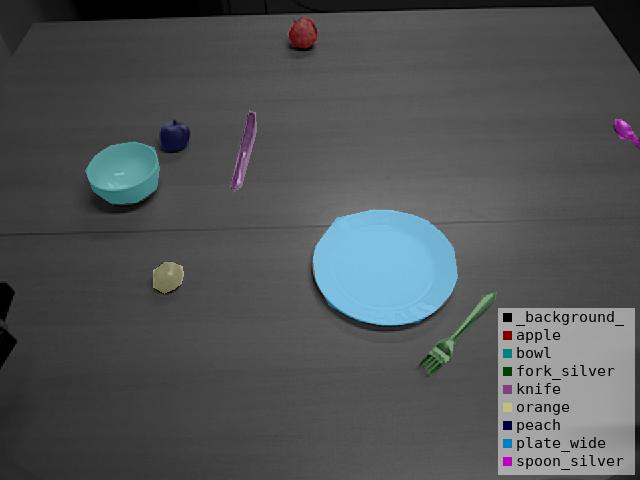 _background_
apple
bowl
fork_silver
knife
orange
peach
plate_wide
spoon_silver